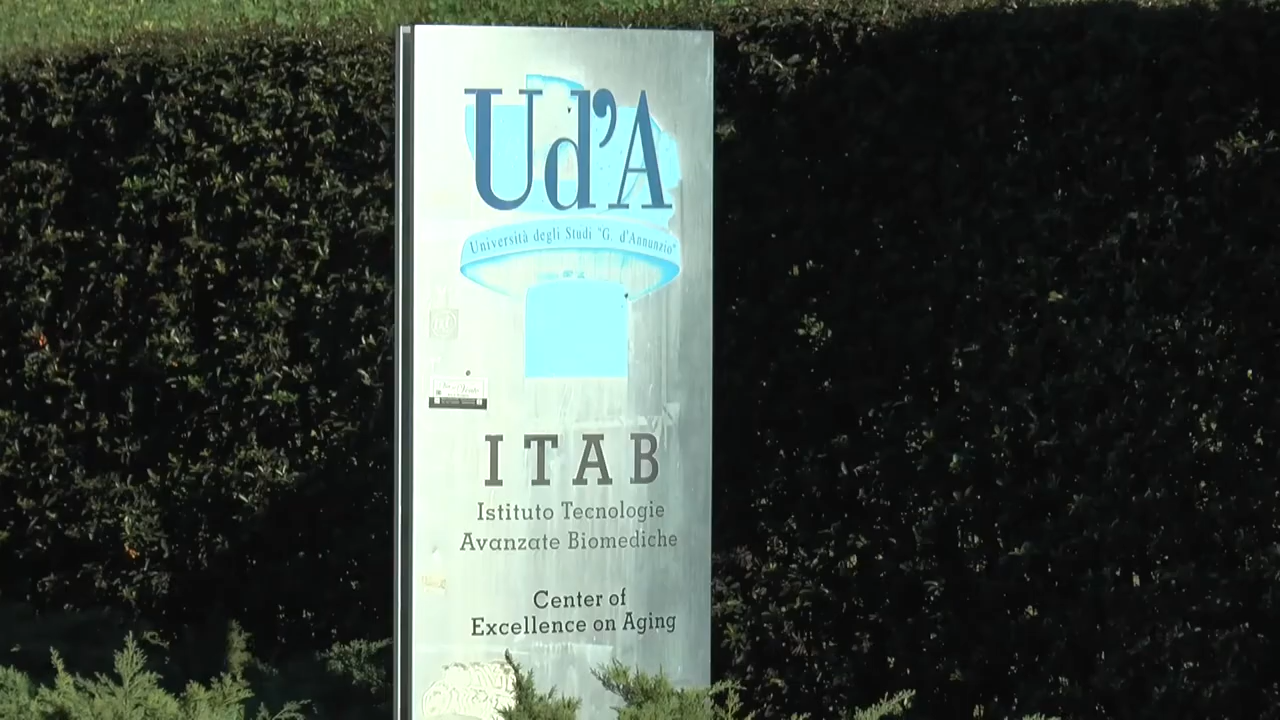 Ud'A
Università degli Studi "G. d'Annunzio"
ITAB
Istituto Tecnologie
Avanzate Biomediche
Center of
Excellence on Aging